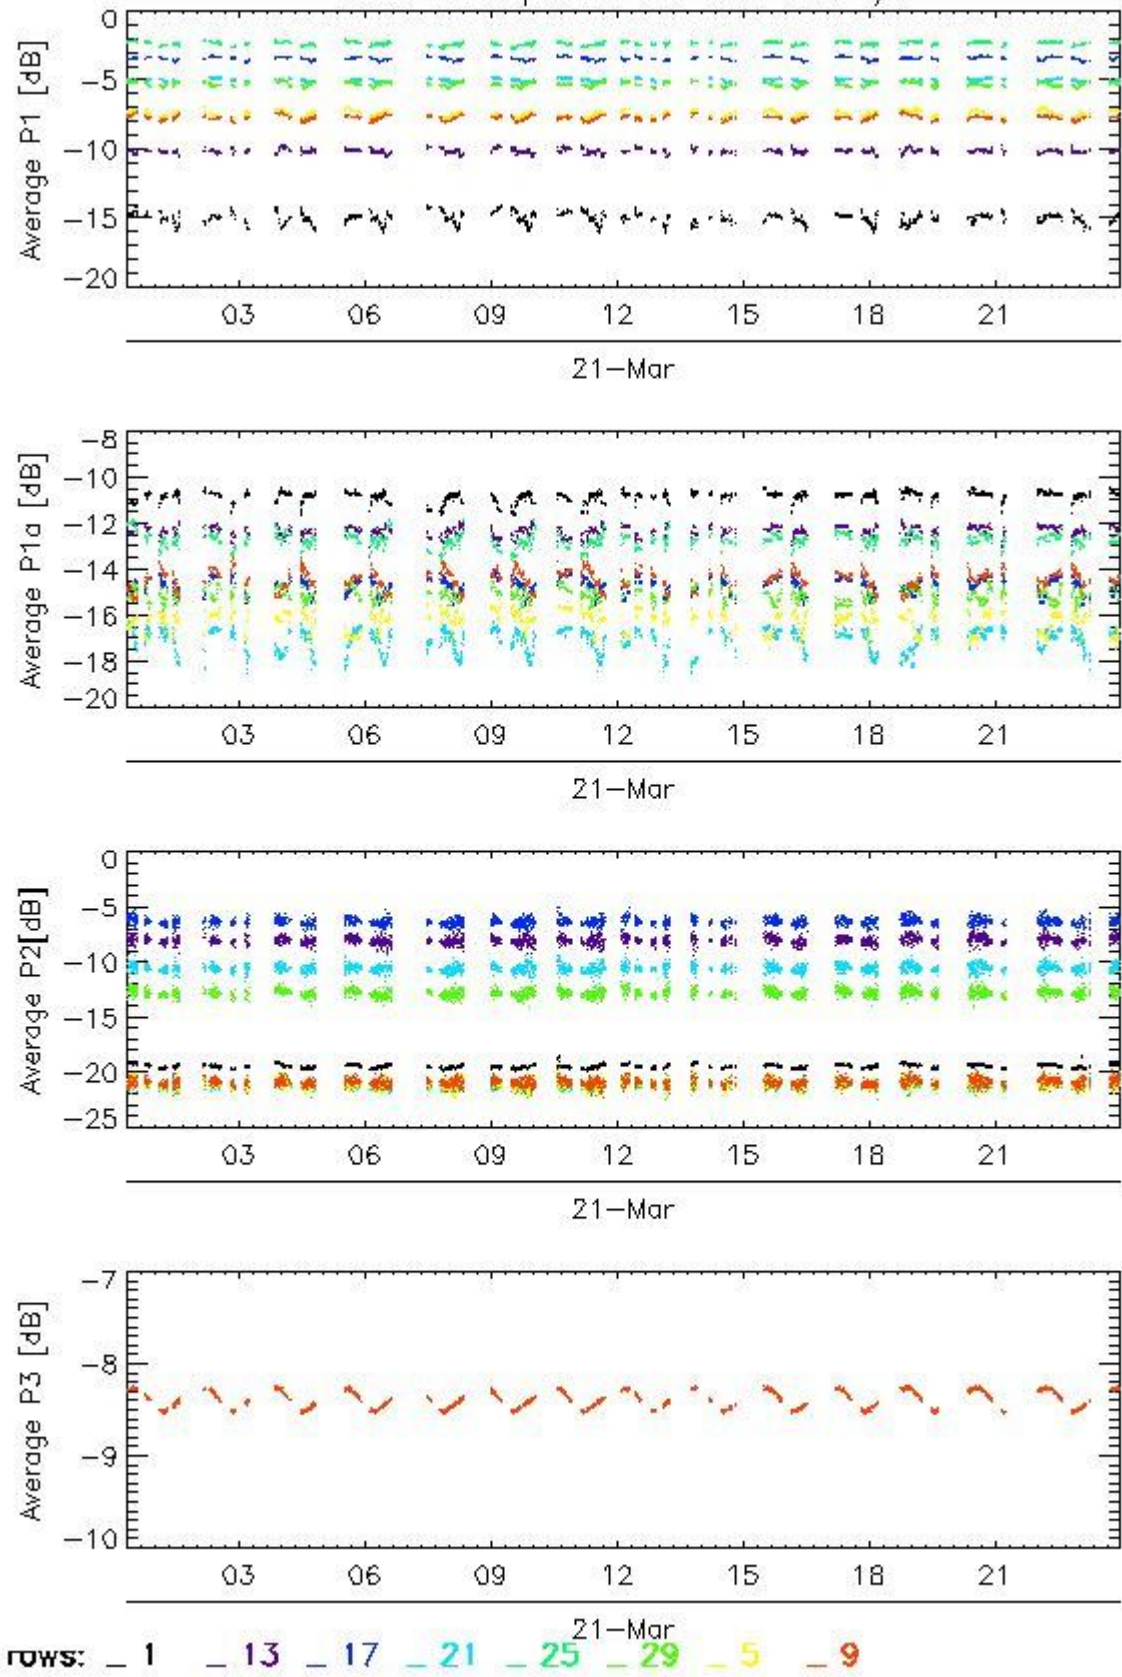 0
−5
−10
−15
−20
Average P1 [dB]
03 06 09 12 15 18 21
21−Mar
−8
−10
−12
−14
−16
−18
−20
Average P1a [dB]
03 06 09 12 15 18 21
21−Mar
0
−5
−10
−15
−20
−25
Average P2[dB]
03 06 09 12 15 18 21
21−Mar
−7
−8
−9
−10
Average P3 [dB]
03 06 09 12 15 18 21
21−Mar
rows: _ 1 _ 13 _ 17 _ 21 _ 25 _ 29 _ 5 _ 9